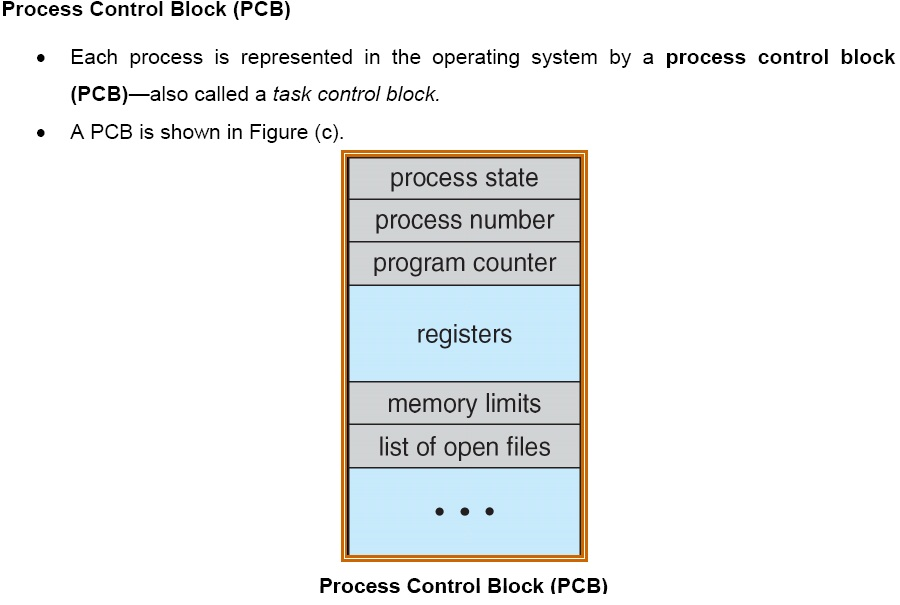 Process Control Block (PCB)
• Each process is represented in the operating system by a process control block
(PCB)—also called a task control block.
• A PCB is shown in Figure (c).
process state
process number
program counter
registers
memory limits
list of open files
• • •
Process Control Block (PCB)